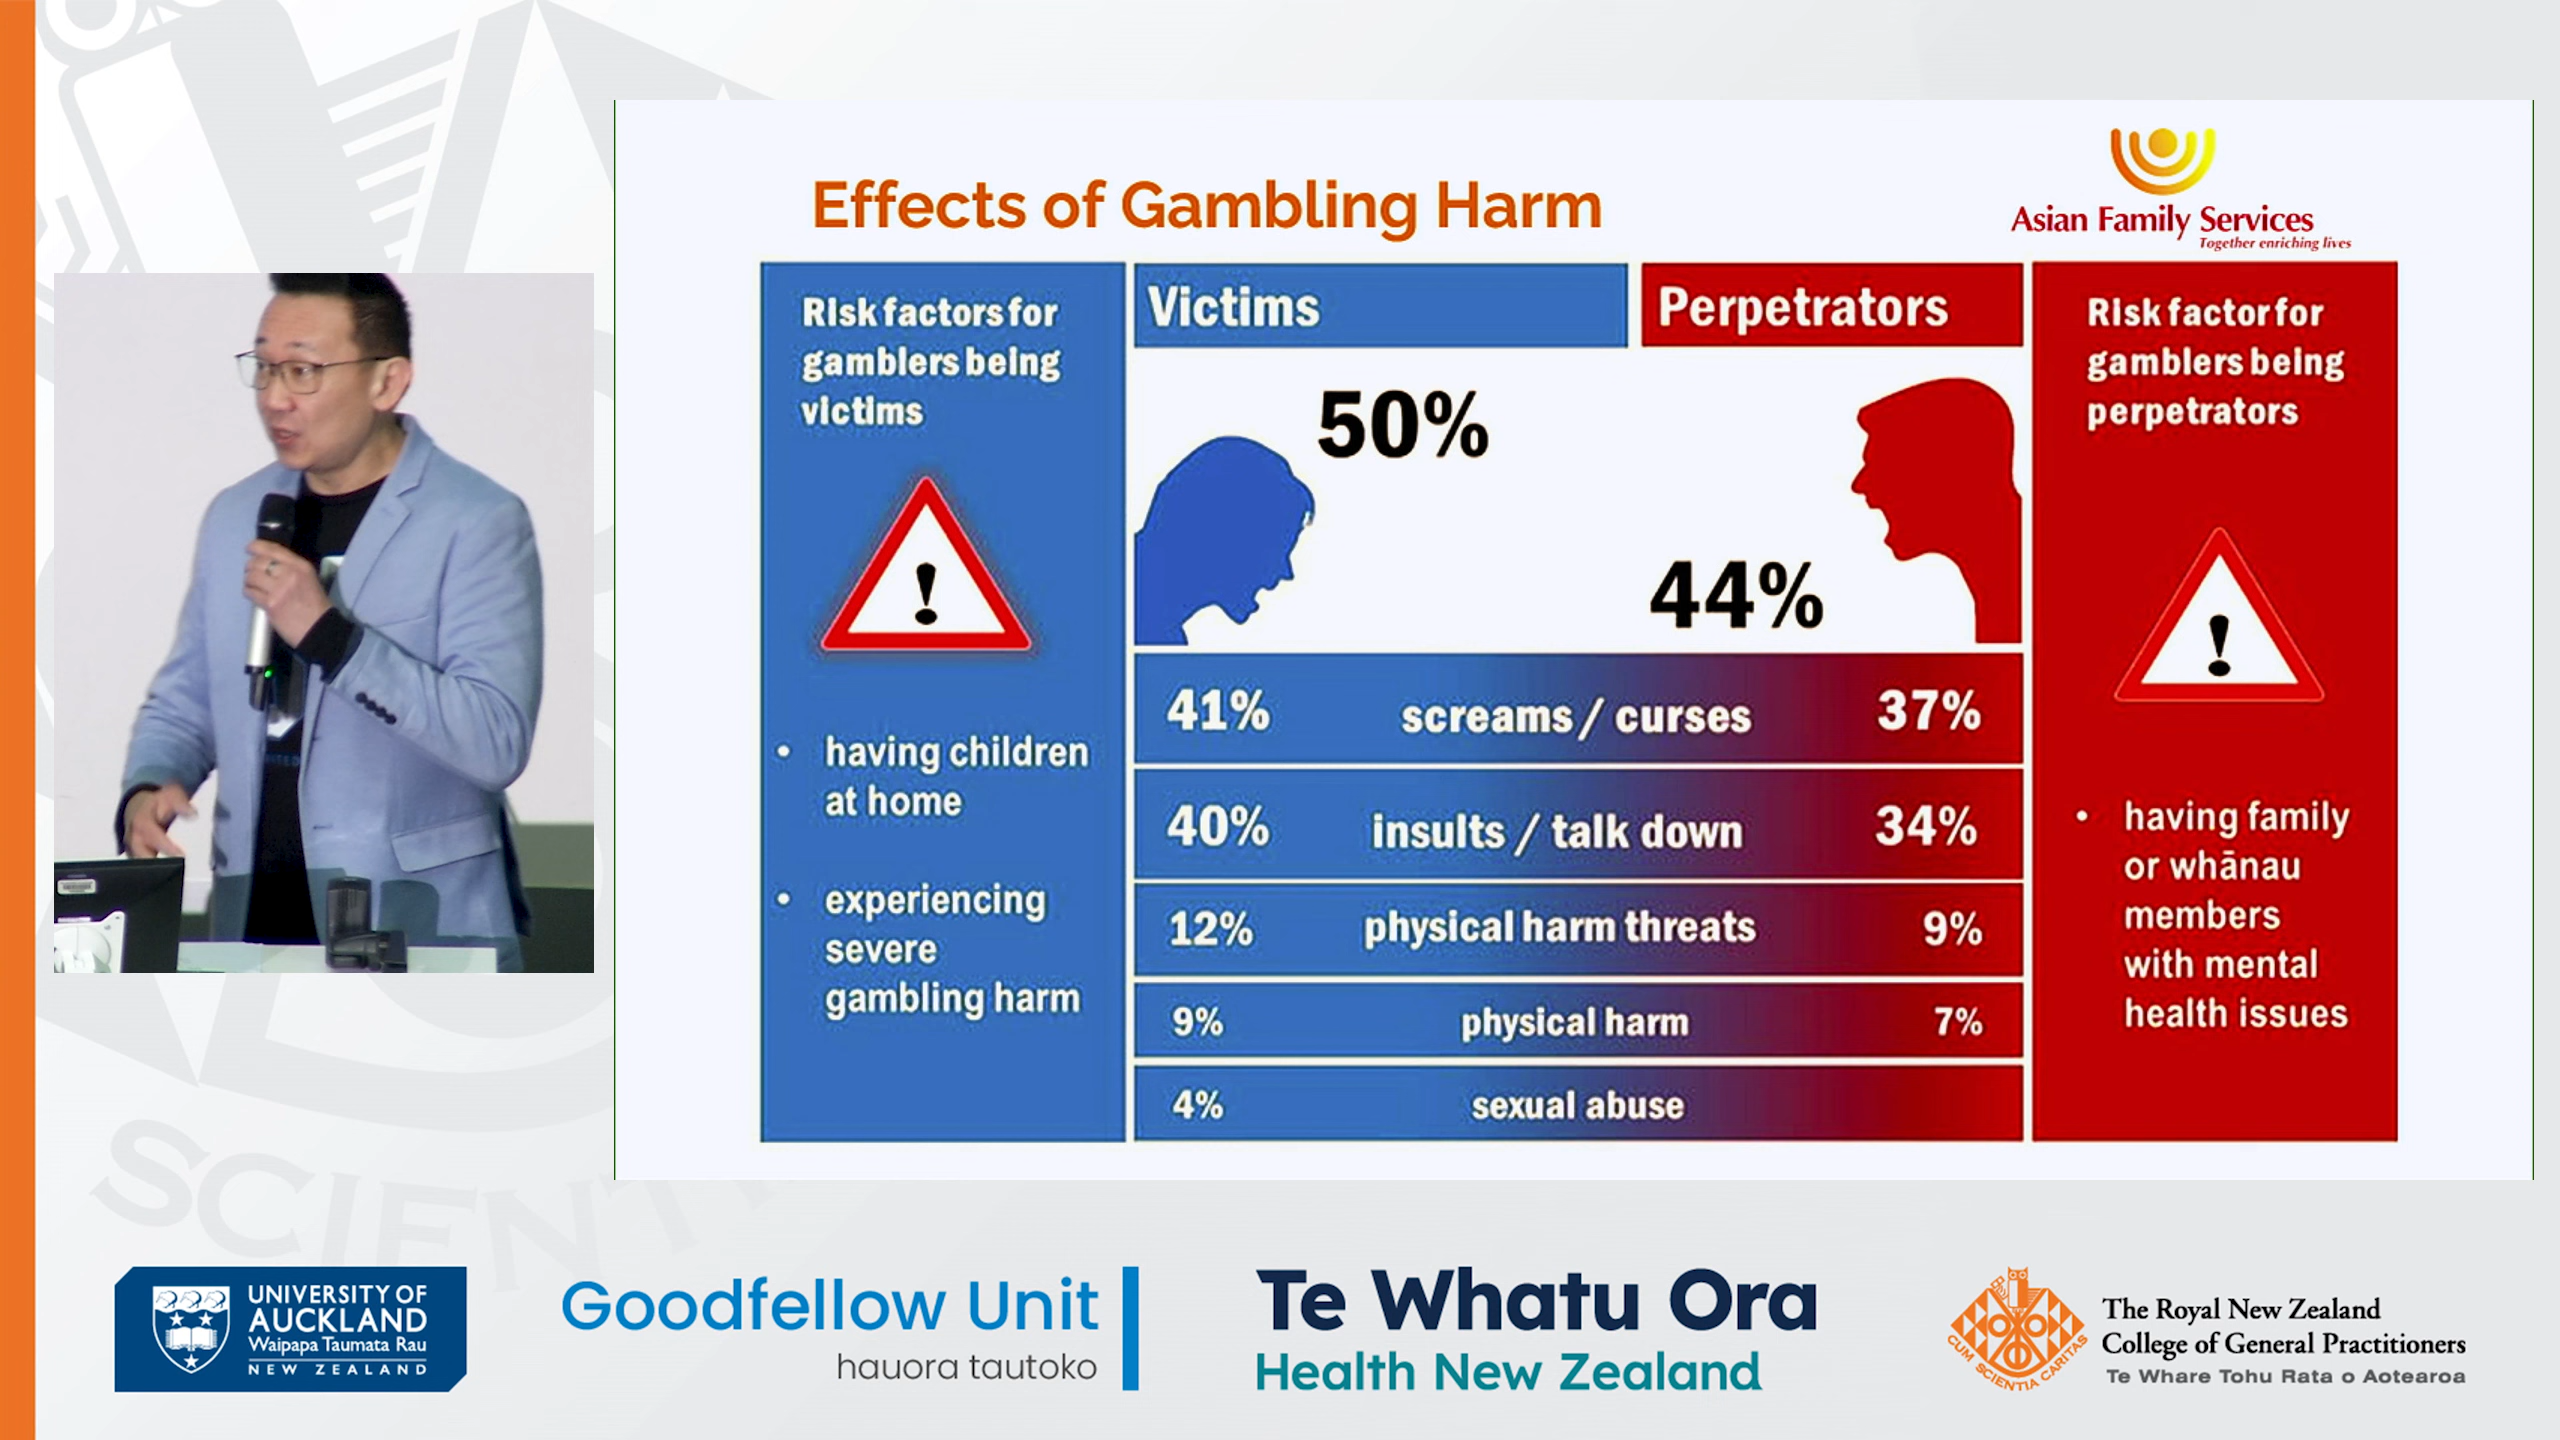 Effects of Gambling Harm
Asian Family Services
Together enriching lives
Risk factors for
gamblers being
victims
!
• having children
at home
• experiencing
severe
gambling harm
Victims
Perpetrators
50%
44%
41% screams / curses 37%
40% insults / talk down 34%
12% physical harm threats 9%
9% physical harm 7%
4% sexual abuse
Risk factor for
gamblers being
perpetrators
!
• having family
or whānau
members
with mental
health issues
UNIVERSITY OF
AUCKLAND
Waipapa Taumata Rau
NEW ZEALAND
Goodfellow Unit
hauora tautoko
Te Whatu Ora
Health New Zealand
CUM SCIENTIA CARITAS
The Royal New Zealand
College of General Practitioners
Te Whare Tohu Rata o Aotearoa